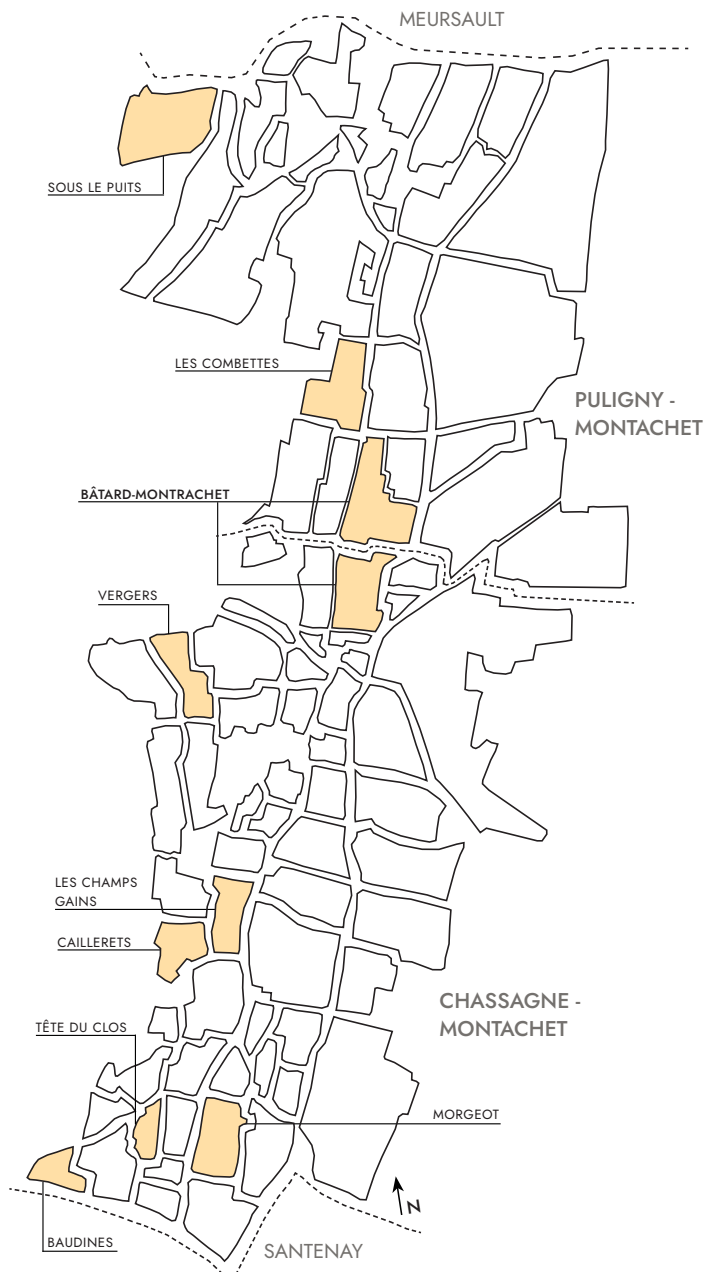 MEURSAULT
SOUS LE PUITS
LES COMBETTES
PULIGNY -
MONTACHET
BÂTARD-MONTRACHET
VERGERS
LES CHAMPS
GAINS
CAILLERETS
CHASSAGNE -
MONTACHET
TÊTE DU CLOS
MORGEOT
N
BAUDINES
SANTENAY